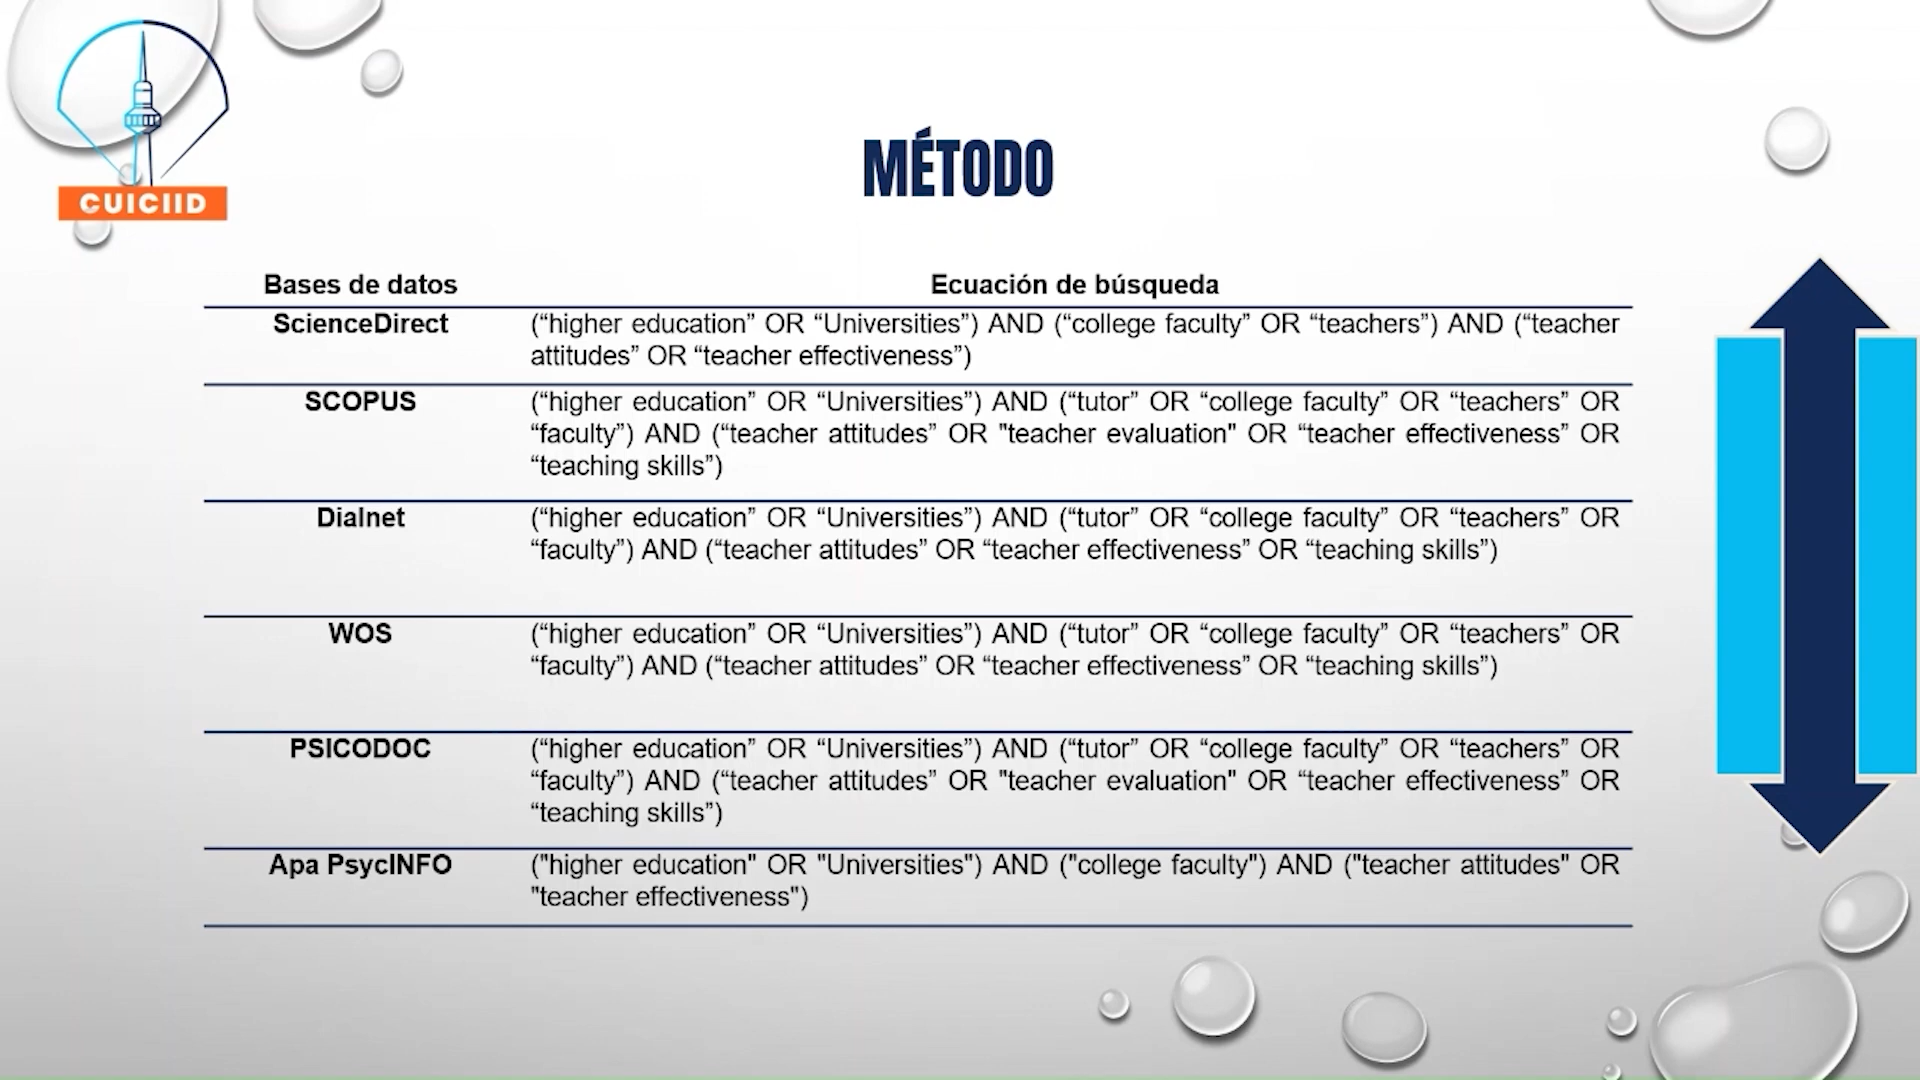 CUICIID
MÉTODO
Bases de datos
Ecuación de búsqueda
ScienceDirect
(“higher education” OR “Universities”) AND (“college faculty” OR “teachers”) AND (“teacher
attitudes” OR “teacher effectiveness”)
SCOPUS
(“higher education” OR “Universities”) AND (“tutor” OR “college faculty” OR “teachers” OR
“faculty”) AND (“teacher attitudes” OR "teacher evaluation" OR “teacher effectiveness” OR
“teaching skills”)
Dialnet
(“higher education” OR “Universities”) AND (“tutor” OR “college faculty” OR “teachers” OR
“faculty”) AND (“teacher attitudes” OR “teacher effectiveness” OR “teaching skills”)
WOS
(“higher education” OR “Universities”) AND (“tutor” OR “college faculty” OR “teachers” OR
“faculty”) AND (“teacher attitudes” OR “teacher effectiveness” OR “teaching skills”)
PSICODOC
(“higher education” OR “Universities”) AND (“tutor” OR “college faculty” OR “teachers” OR
“faculty”) AND (“teacher attitudes” OR "teacher evaluation" OR “teacher effectiveness” OR
“teaching skills”)
Apa PsycINFO
("higher education" OR "Universities") AND ("college faculty") AND ("teacher attitudes" OR
"teacher effectiveness")